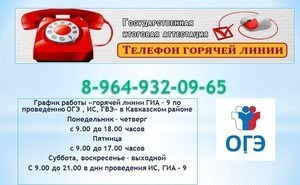 Государственная
итоговая аттестация
Телефон горячей линии
8-964-932-09-65
График работы «горячей линии ГИА - 9 по
проведению ОГЭ , ИС, ГВЭ» в Кавказском районе
Понедельник – четверг
с 9.00 до 18.00 часов
Пятница
с 9.00 до 17.00 часов
Суббота, воскресенье – выходной
С 9.00 до 21.00 в дни проведения ИС, ГИА - 9
ОГЭ